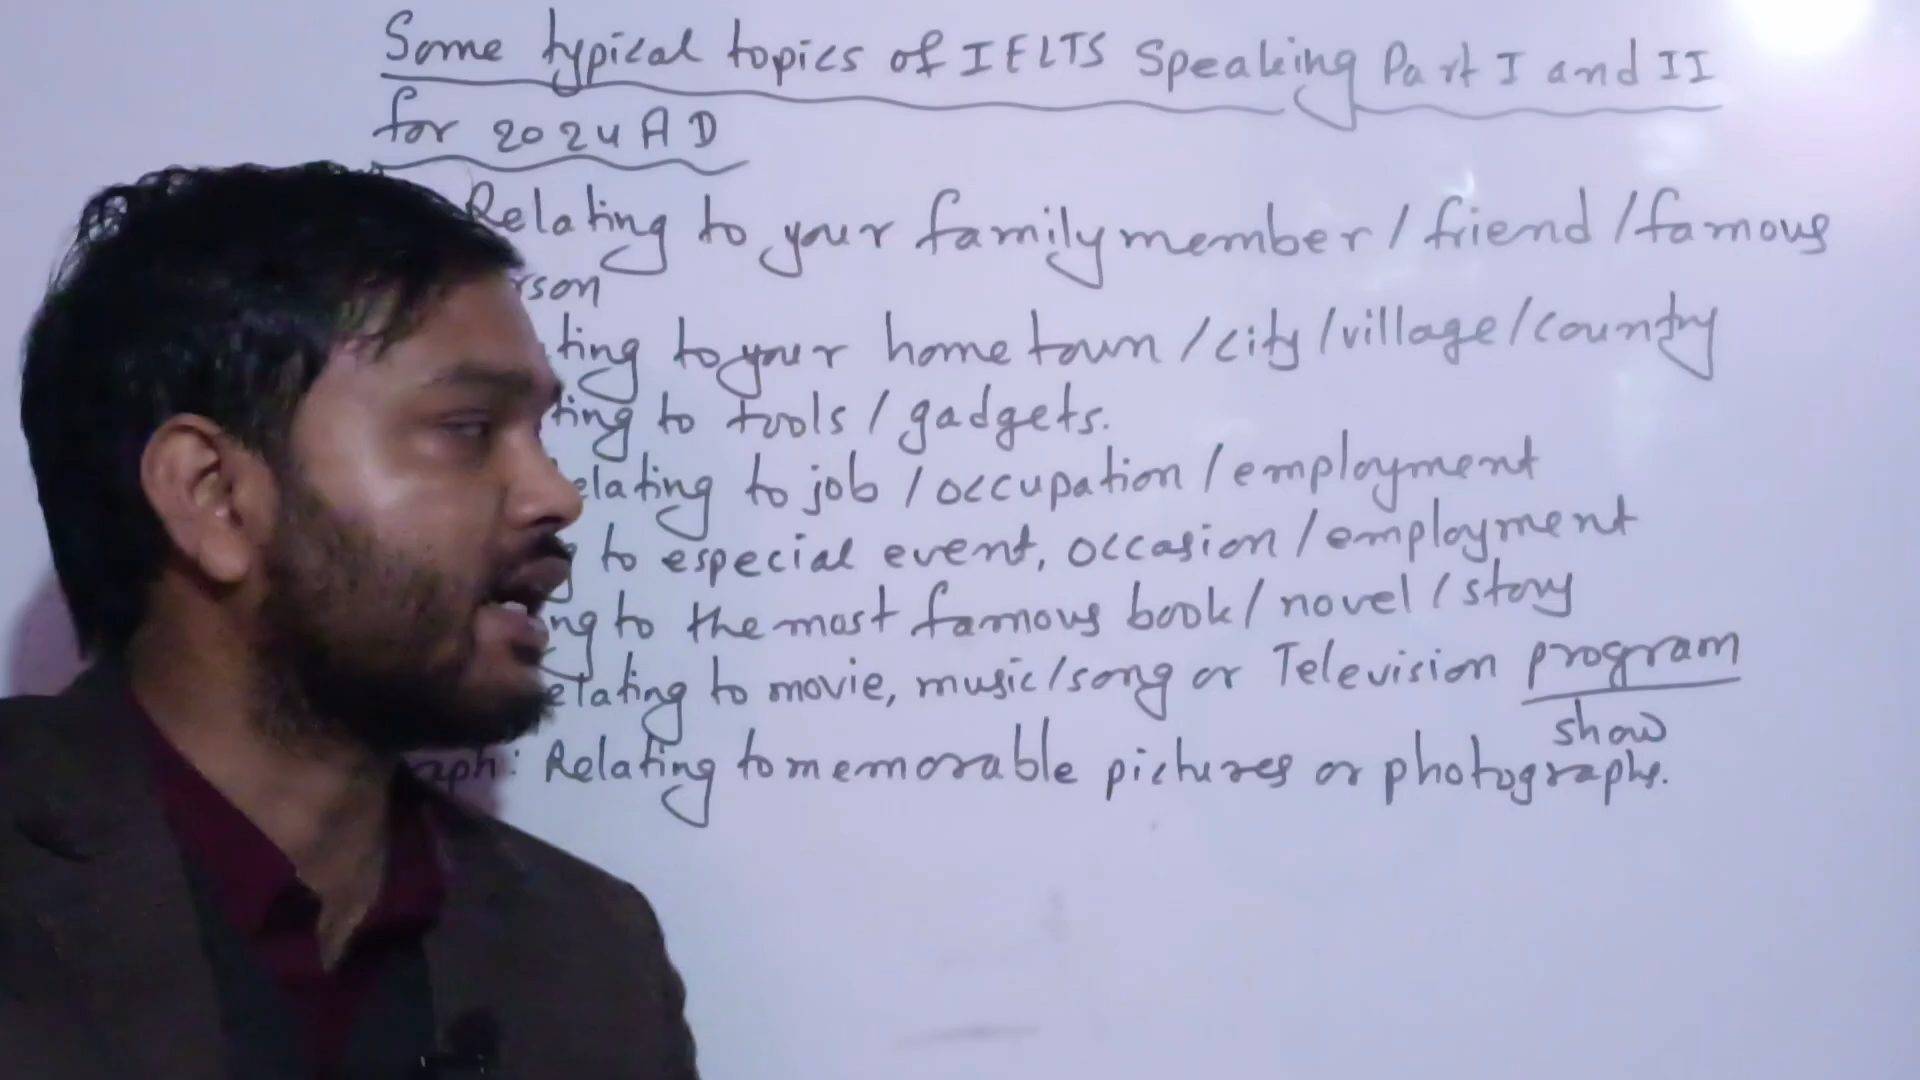 Some typical topics of IELTS Speaking Part I and II
for 2024 AD
Relating to your family member / friend / famous
rson
ting to your home town / city / village / country
ting to tools / gadgets.
elating to job / occupation / employment
g to especial event, occasion / employment
ng to the most famous book / novel / story
elating to movie, music / song or Television program
show
aph: Relating to memorable pictures or photographs.